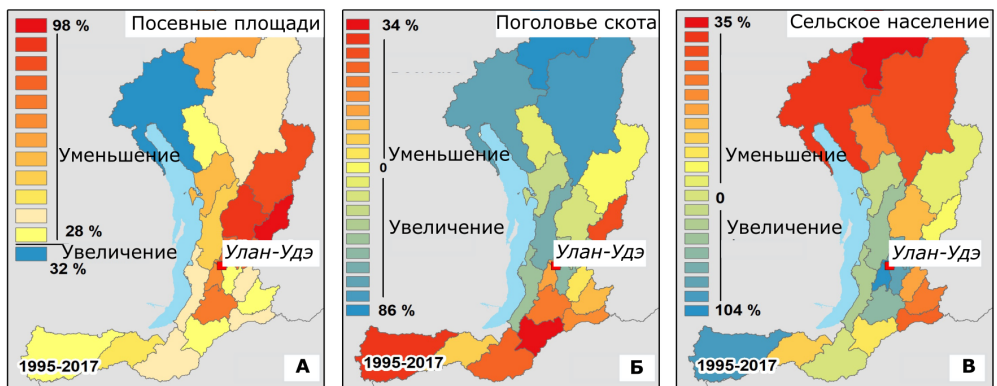 Посевные площади
98 %
Уменьшение
28 %
Увеличение
32 %
Улан-Удэ
1995-2017
А
Поголовье скота
34 %
Уменьшение
0
Увеличение
Улан-Удэ
86 %
1995-2017
Б
Сельское население
35 %
Уменьшение
0
Увеличение
Улан-Удэ
104 %
1995-2017
В